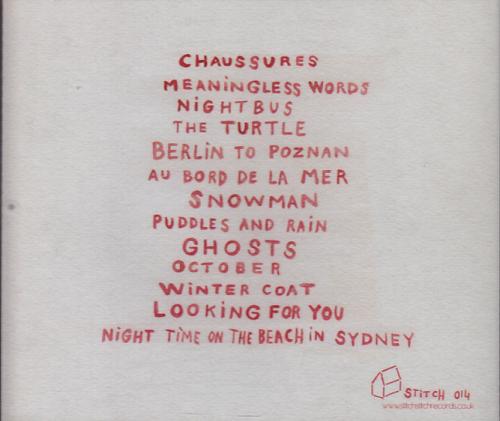 CHAUSSURES
MEANiNGLESS WORDS
NiGHTBUS
THE TURTLE
BERLiN TO POZNAN
AU BORD DE LA MER
SNOWMAN
PUDDLES AND RAiN
GHOSTS
OCTOBER
WiNTER COAT
LOOKiNG FOR YOU
NiGHT TiME ON THE BEACH iN SYDNEY
STiTCH 014
www.stitchstitchrecords.co.uk